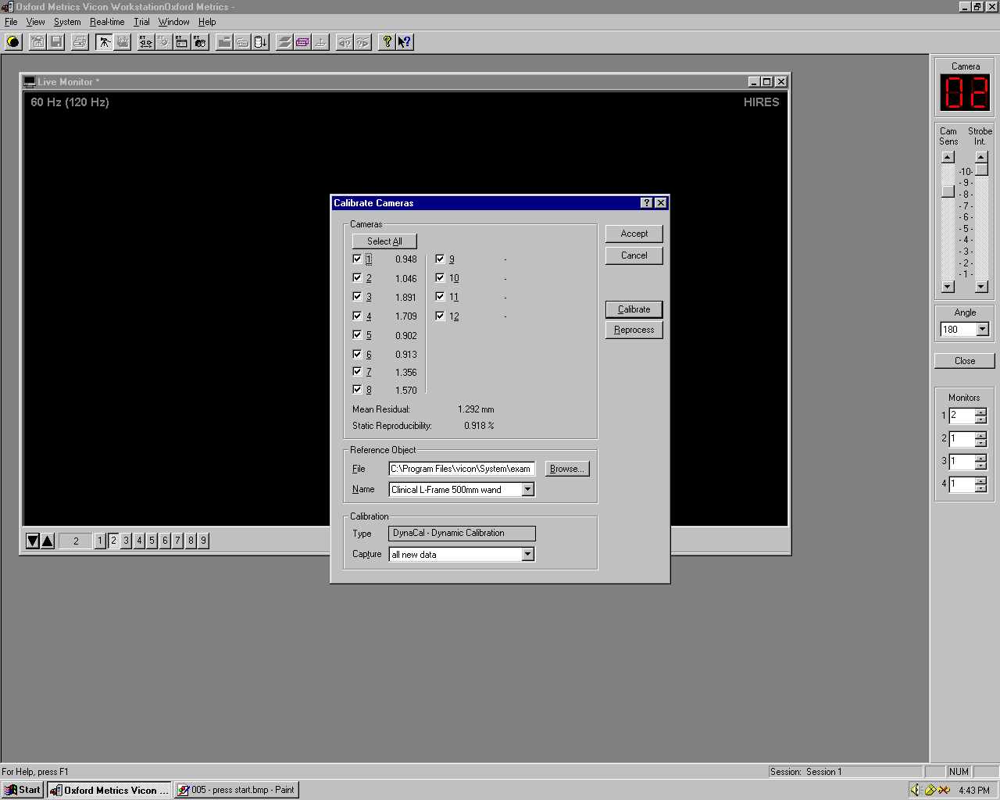 Oxford Metrics Vicon WorkstationOxford Metrics -
File View System Real-time Trial Window Help
RT RT RT RT
Live Monitor *
60 Hz (120 Hz) HIRES
Calibrate Cameras
Cameras
Select All
1 0.948 9 -
2 1.046 10 -
3 1.891 11 -
4 1.709 12 -
5 0.902
6 0.913
7 1.356
8 1.570
Mean Residual: 1.292 mm
Static Reproducibility: 0.918 %
Accept
Cancel
Calibrate
Reprocess
Reference Object
File C:\Program Files\vicon\System\exam Browse...
Name Clinical L-Frame 500mm wand
Calibration
Type DynaCal - Dynamic Calibration
Capture all new data
2 1 2 3 4 5 6 7 8 9
Camera
02
Cam Strobe
Sens Int.
-10-
-9-
-8-
-7-
-6-
-5-
-4-
-3-
-2-
-1-
Angle
180
Close
Monitors
1 2
2 1
3 1
4 1
For Help, press F1 Session: Session 1 NUM
Start Oxford Metrics Vicon ... 005 - press start.bmp - Paint 4:43 PM